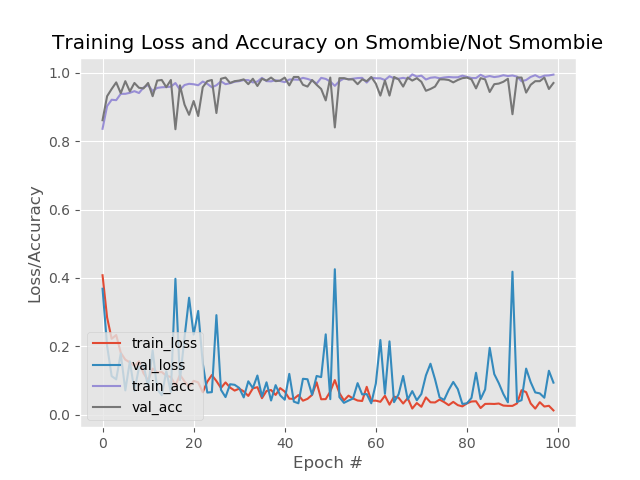 Training Loss and Accuracy on Smombie/Not Smombie
1.0
0.8
0.6
0.4
0.2
0.0
Loss/Accuracy
train_loss
val_loss
train_acc
val_acc
0 20 40 60 80 100
Epoch #